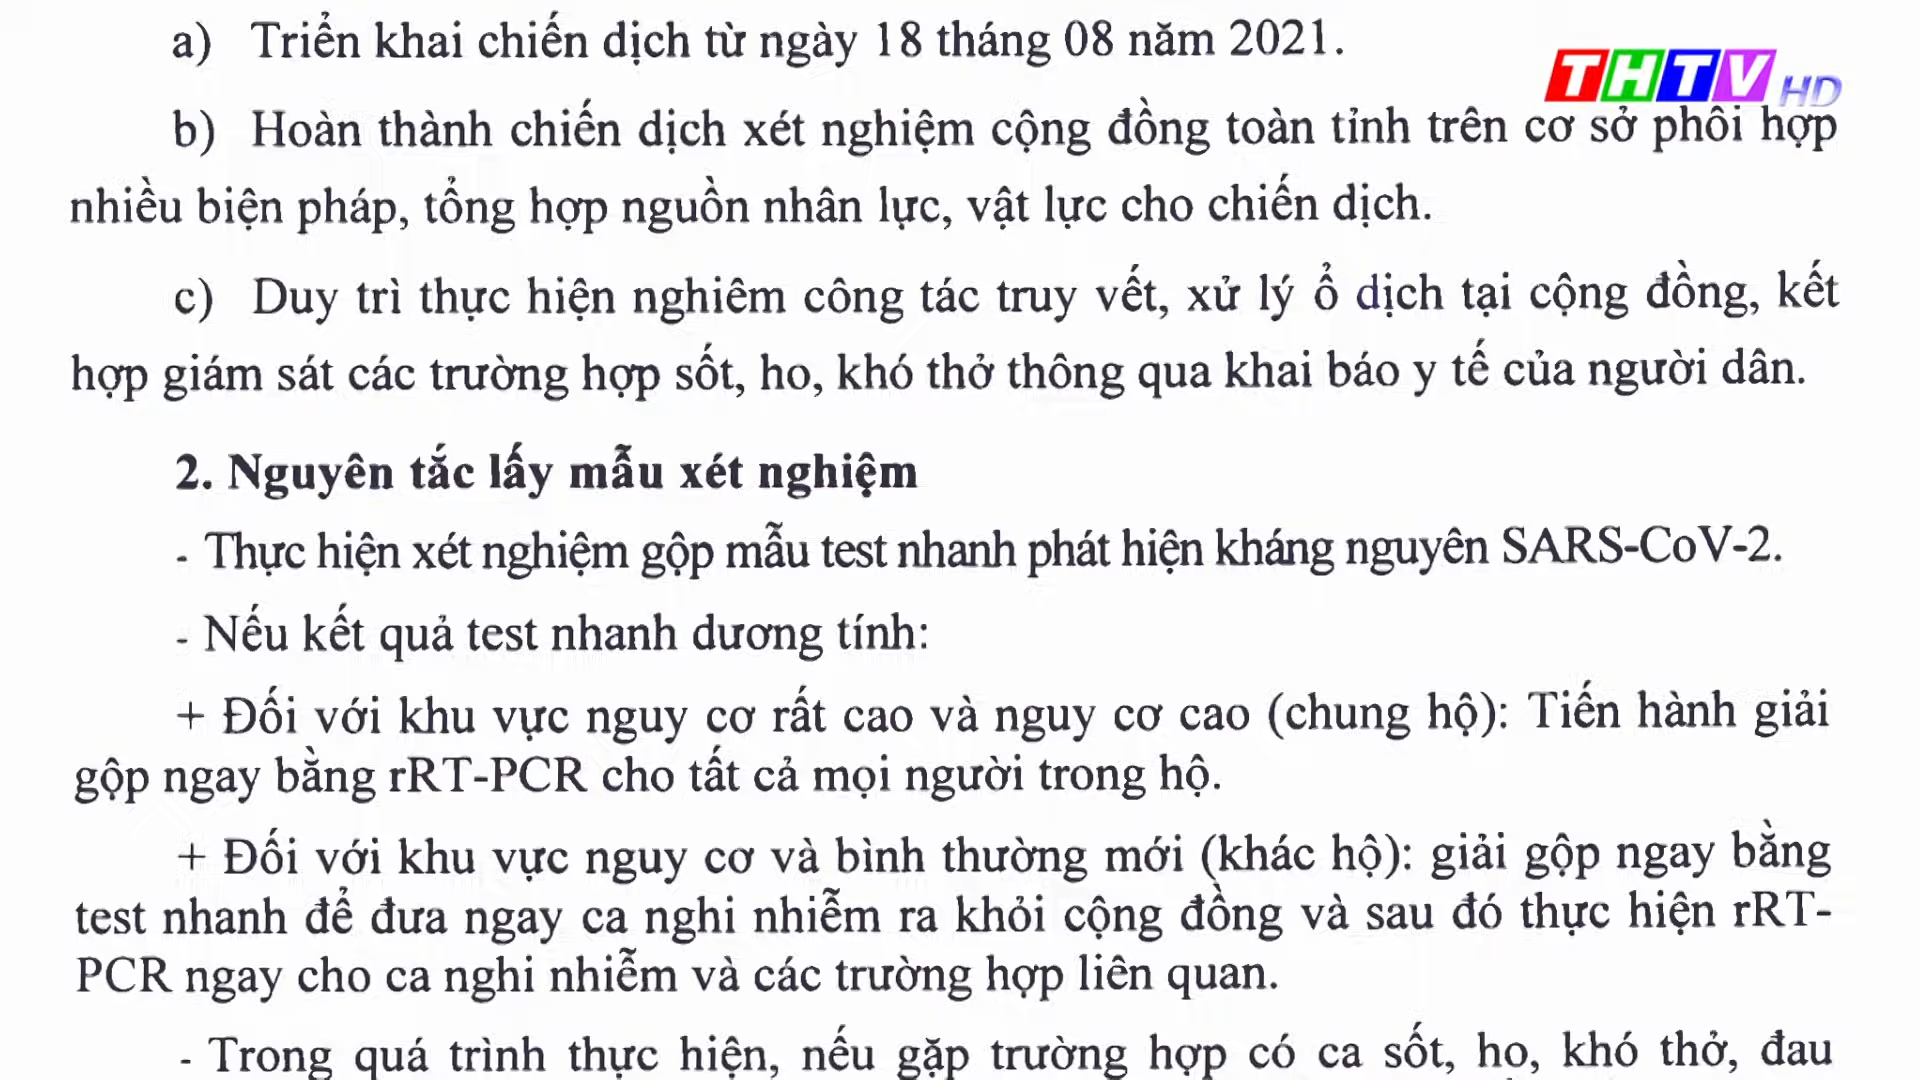 a) Triển khai chiến dịch từ ngày 18 tháng 08 năm 2021.
THTV HD
b) Hoàn thành chiến dịch xét nghiệm cộng đồng toàn tỉnh trên cơ sở phối hợp
nhiều biện pháp, tổng hợp nguồn nhân lực, vật lực cho chiến dịch.
c) Duy trì thực hiện nghiêm công tác truy vết, xử lý ổ dịch tại cộng đồng, kết
hợp giám sát các trường hợp sốt, ho, khó thở thông qua khai báo y tế của người dân.
2. Nguyên tắc lấy mẫu xét nghiệm
- Thực hiện xét nghiệm gộp mẫu test nhanh phát hiện kháng nguyên SARS-CoV-2.
- Nếu kết quả test nhanh dương tính:
+ Đối với khu vực nguy cơ rất cao và nguy cơ cao (chung hộ): Tiến hành giải
gộp ngay bằng rRT-PCR cho tất cả mọi người trong hộ.
+ Đối với khu vực nguy cơ và bình thường mới (khác hộ): giải gộp ngay bằng
test nhanh để đưa ngay ca nghi nhiễm ra khỏi cộng đồng và sau đó thực hiện rRT-
PCR ngay cho ca nghi nhiễm và các trường hợp liên quan.
- Trong quá trình thực hiện, nếu gặp trường hợp có ca sốt, ho, khó thở, đau